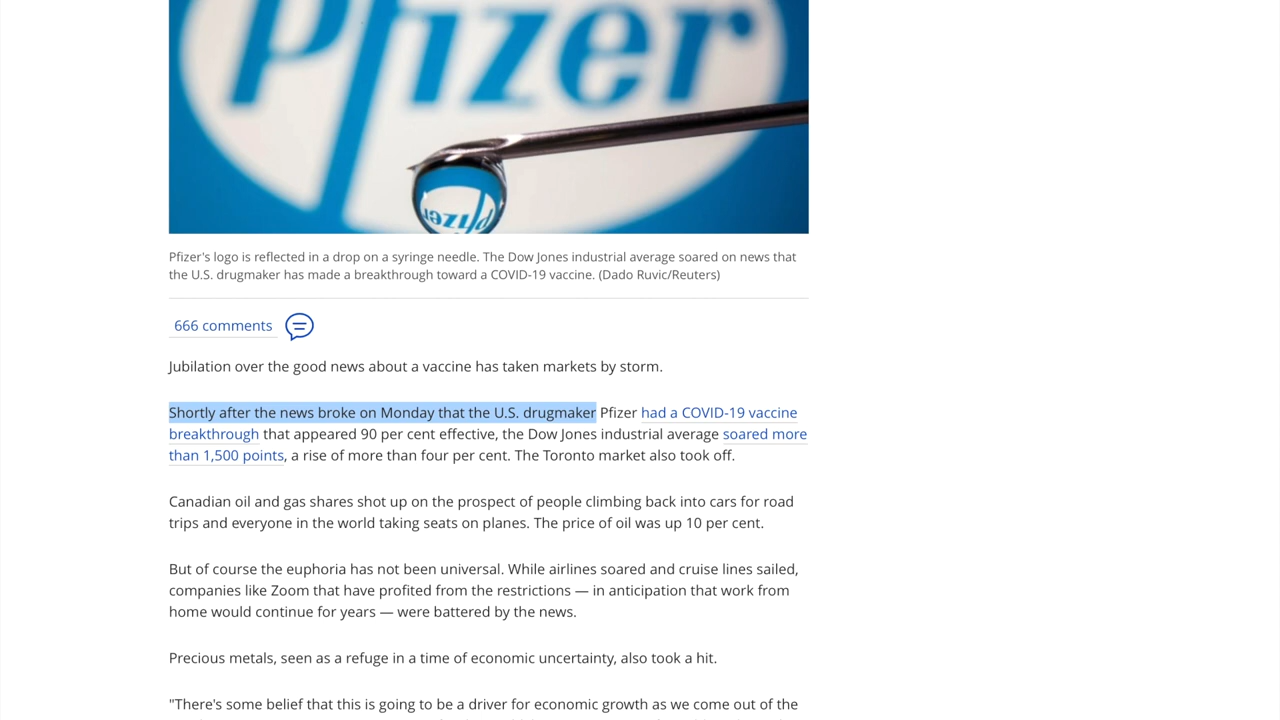 Pfizer
Pfizer
Pfizer's logo is reflected in a drop on a syringe needle. The Dow Jones industrial average soared on news that
the U.S. drugmaker has made a breakthrough toward a COVID-19 vaccine. (Dado Ruvic/Reuters)
666 comments
Jubilation over the good news about a vaccine has taken markets by storm.
Shortly after the news broke on Monday that the U.S. drugmaker Pfizer had a COVID-19 vaccine
breakthrough that appeared 90 per cent effective, the Dow Jones industrial average soared more
than 1,500 points, a rise of more than four per cent. The Toronto market also took off.
Canadian oil and gas shares shot up on the prospect of people climbing back into cars for road
trips and everyone in the world taking seats on planes. The price of oil was up 10 per cent.
But of course the euphoria has not been universal. While airlines soared and cruise lines sailed,
companies like Zoom that have profited from the restrictions — in anticipation that work from
home would continue for years — were battered by the news.
Precious metals, seen as a refuge in a time of economic uncertainty, also took a hit.
"There's some belief that this is going to be a driver for economic growth as we come out of the